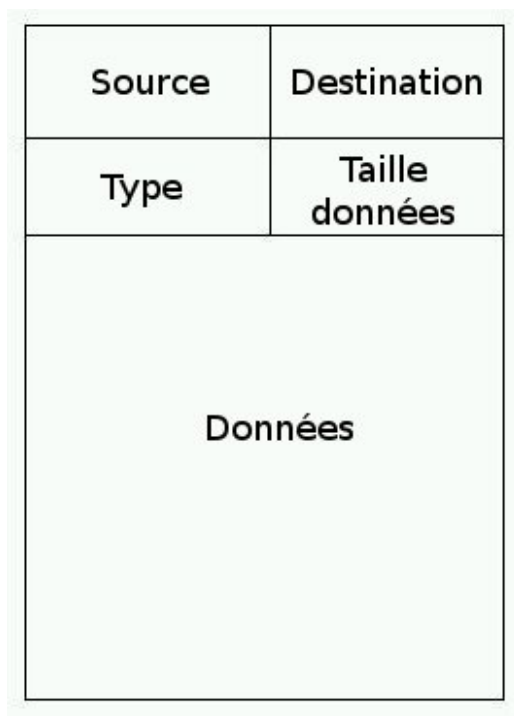 Source
Destination
Type
Taille
données
Données